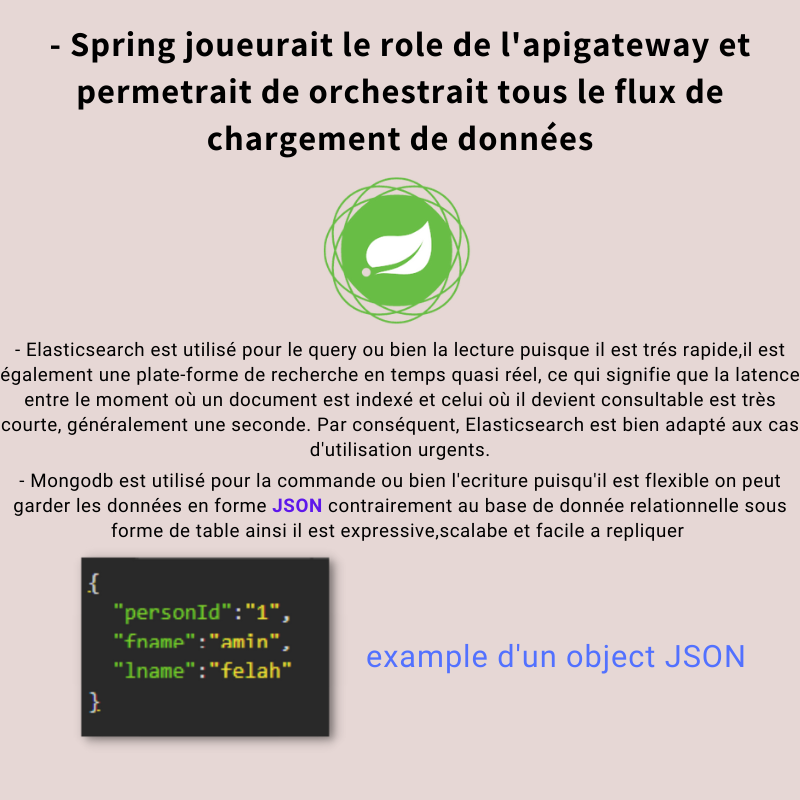 - Spring joueurait le role de l'apigateway et
permetrait de orchestrait tous le flux de
chargement de données
- Elasticsearch est utilisé pour le query ou bien la lecture puisque il est trés rapide,il est
également une plate-forme de recherche en temps quasi réel, ce qui signifie que la latence
entre le moment où un document est indexé et celui où il devient consultable est très
courte, généralement une seconde. Par conséquent, Elasticsearch est bien adapté aux cas
d'utilisation urgents.
- Mongodb est utilisé pour la commande ou bien l'ecriture puisqu'il est flexible on peut
garder les données en forme JSON contrairement au base de donnée relationnelle sous
forme de table ainsi il est expressive,scalabe et facile a repliquer
{
"personId":"1",
"fname":"amin",
"lname":"felah"
}
example d'un object JSON